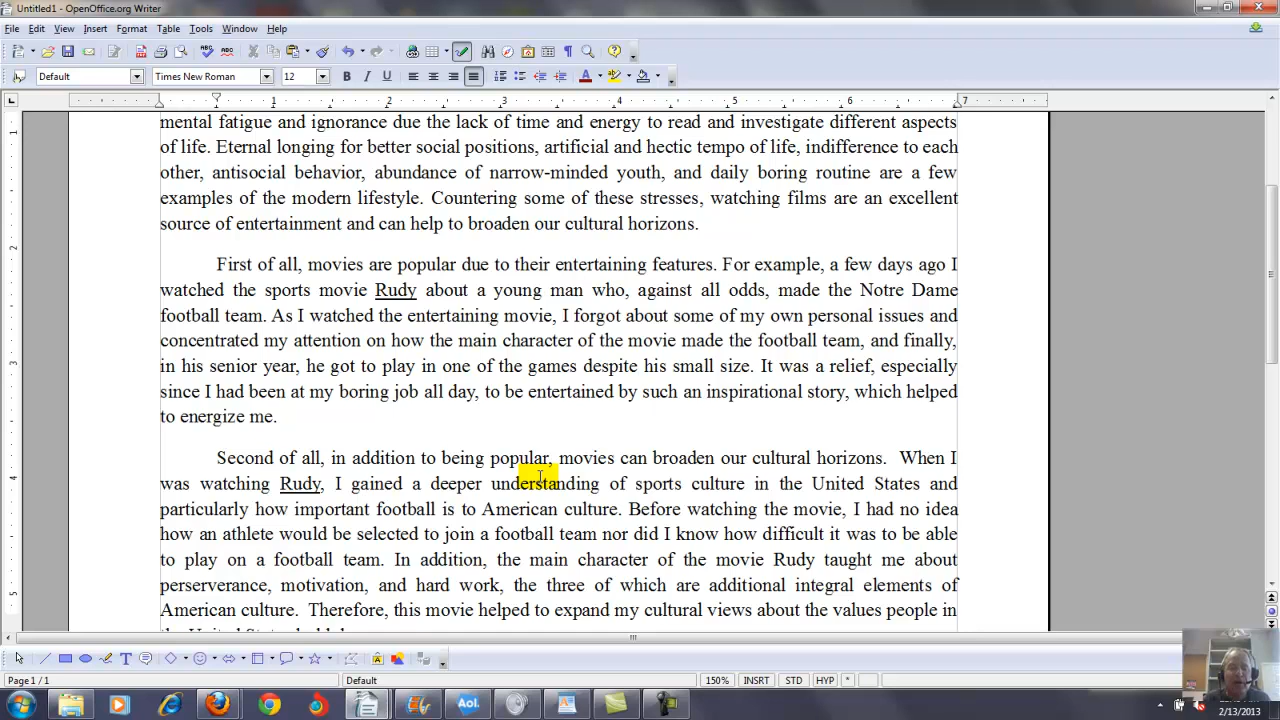 Untitled1 - OpenOffice.org Writer
File Edit View Insert Format Table Tools Window Help
Default Times New Roman 12 B I U
1 2 3 4 5 6 7
mental fatigue and ignorance due the lack of time and energy to read and investigate different aspects
of life. Eternal longing for better social positions, artificial and hectic tempo of life, indifference to each
other, antisocial behavior, abundance of narrow-minded youth, and daily boring routine are a few
examples of the modern lifestyle. Countering some of these stresses, watching films are an excellent
source of entertainment and can help to broaden our cultural horizons.
First of all, movies are popular due to their entertaining features. For example, a few days ago I
watched the sports movie Rudy about a young man who, against all odds, made the Notre Dame
football team. As I watched the entertaining movie, I forgot about some of my own personal issues and
concentrated my attention on how the main character of the movie made the football team, and finally,
in his senior year, he got to play in one of the games despite his small size. It was a relief, especially
since I had been at my boring job all day, to be entertained by such an inspirational story, which helped
to energize me.
Second of all, in addition to being popular, movies can broaden our cultural horizons. When I
was watching Rudy, I gained a deeper understanding of sports culture in the United States and
particularly how important football is to American culture. Before watching the movie, I had no idea
how an athlete would be selected to join a football team nor did I know how difficult it was to be able
to play on a football team. In addition, the main character of the movie Rudy taught me about
perserverance, motivation, and hard work, the three of which are additional integral elements of
American culture. Therefore, this movie helped to expand my cultural views about the values people in
Page 1 / 1 Default 150% INSRT STD HYP *
Aol.
2/13/2013